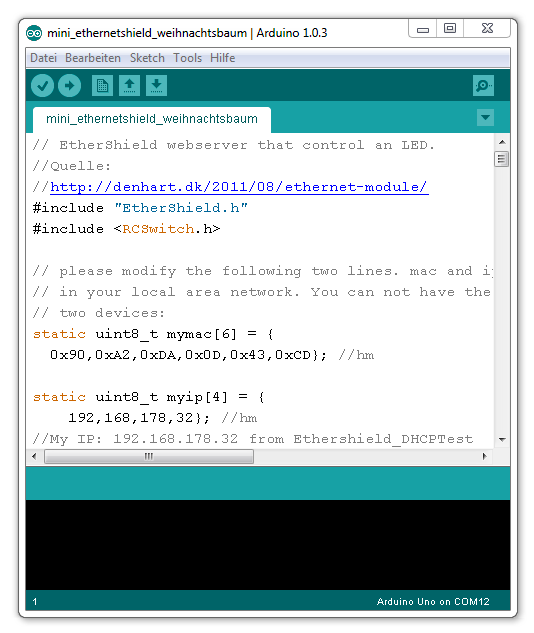 mini_ethernetshield_weihnachtsbaum | Arduino 1.0.3
Datei Bearbeiten Sketch Tools Hilfe
mini_ethernetshield_weihnachtsbaum
// EtherShield webserver that control an LED.
//Quelle:
//http://denhart.dk/2011/08/ethernet-module/
#include "EtherShield.h"
#include <RCSwitch.h>
// please modify the following two lines. mac and ip
// in your local area network. You can not have the
// two devices:
static uint8_t mymac[6] = {
0x90,0xA2,0xDA,0x0D,0x43,0xCD}; //hm
static uint8_t myip[4] = {
192,168,178,32}; //hm
//My IP: 192.168.178.32 from Ethershield_DHCPTest
1 Arduino Uno on COM12